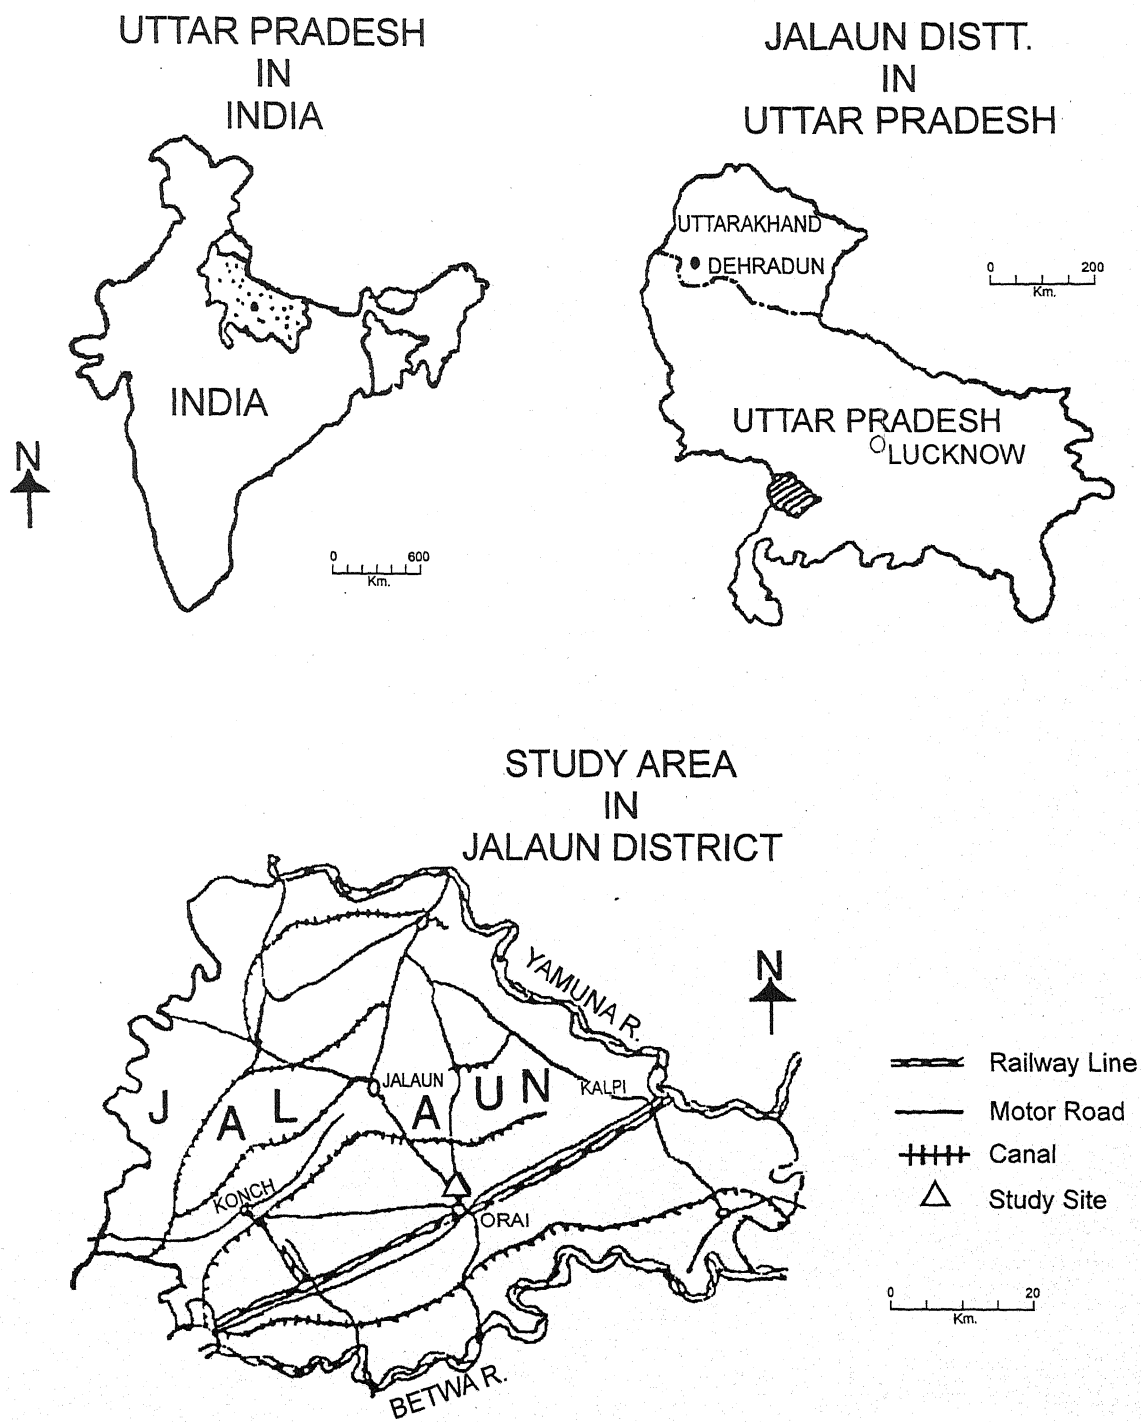 UTTAR PRADESH
IN
INDIA
JALAUN DISTT.
IN
UTTAR PRADESH
UTTARAKHAND
DEHRADUN
0 200
Km.
INDIA
UTTAR PRADESH
LUCKNOW
N
0 600
Km.
STUDY AREA
IN
JALAUN DISTRICT
YAMUNA R.
N
JALAUN
KALPI
J A L A U N
KONCH
ORAI
BETWA R.
Railway Line
Motor Road
Canal
Study Site
0 20
Km.